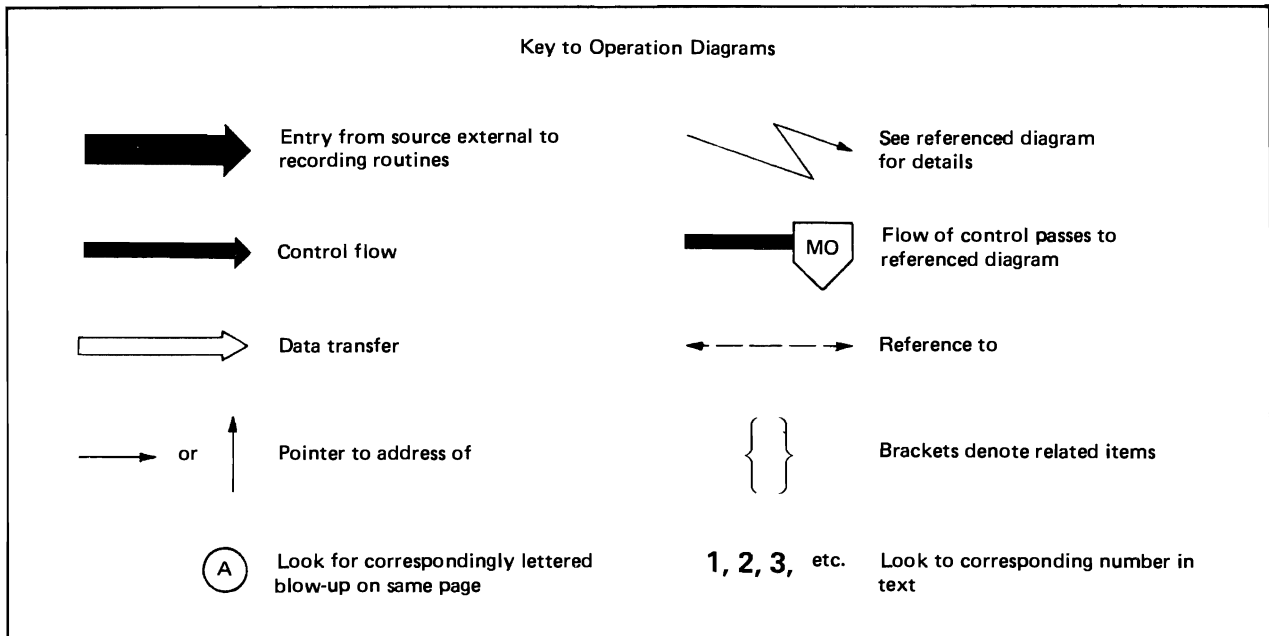 Key to Operation Diagrams
Entry from source external to
recording routines
See referenced diagram
for details
Control flow
MO
Flow of control passes to
referenced diagram
Data transfer
Reference to
or
Pointer to address of
Brackets denote related items
A
Look for correspondingly lettered
blow-up on same page
1, 2, 3, etc.
Look to corresponding number in
text